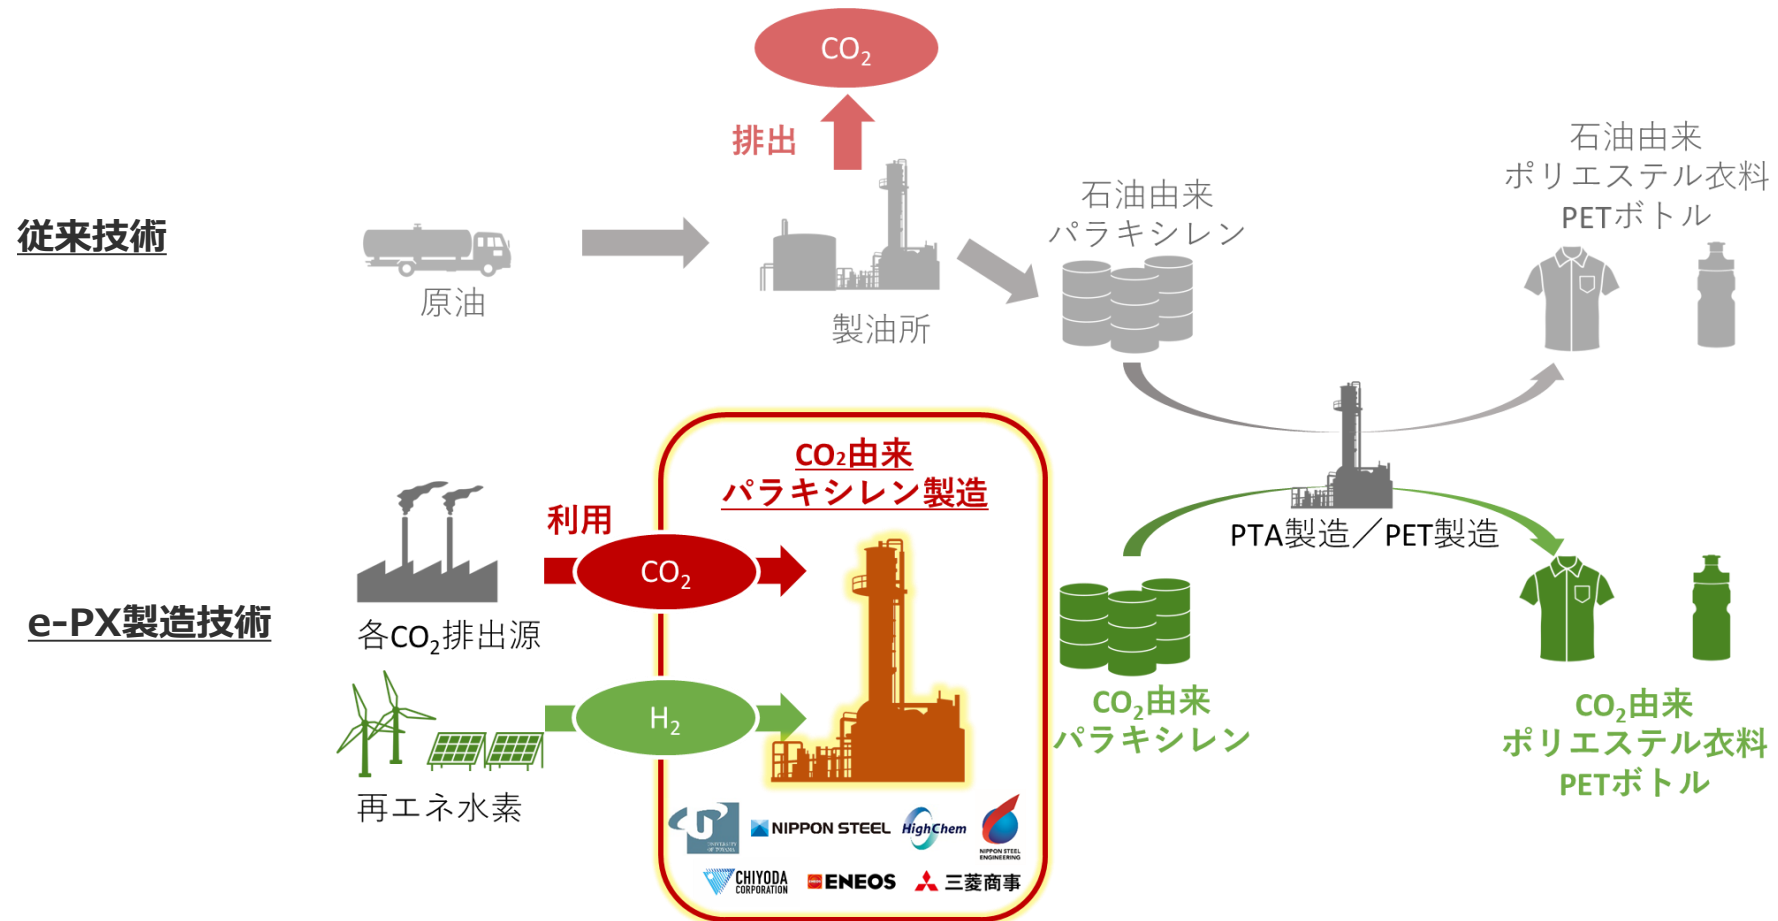 CO₂
排出
従来技術
原油
製油所
石油由来
パラキシレン
石油由来
ポリエステル衣料
PETボトル
PTA製造／PET製造
e-PX製造技術
各CO₂排出源
再エネ水素
利用
CO₂
H₂
CO₂由来
パラキシレン製造
UNIVERSITY
OF TOYAMA
NIPPON STEEL
HighChem
NIPPON STEEL
ENGINEERING
CHIYODA
CORPORATION
ENEOS
三菱商事
CO₂由来
パラキシレン
CO₂由来
ポリエステル衣料
PETボトル